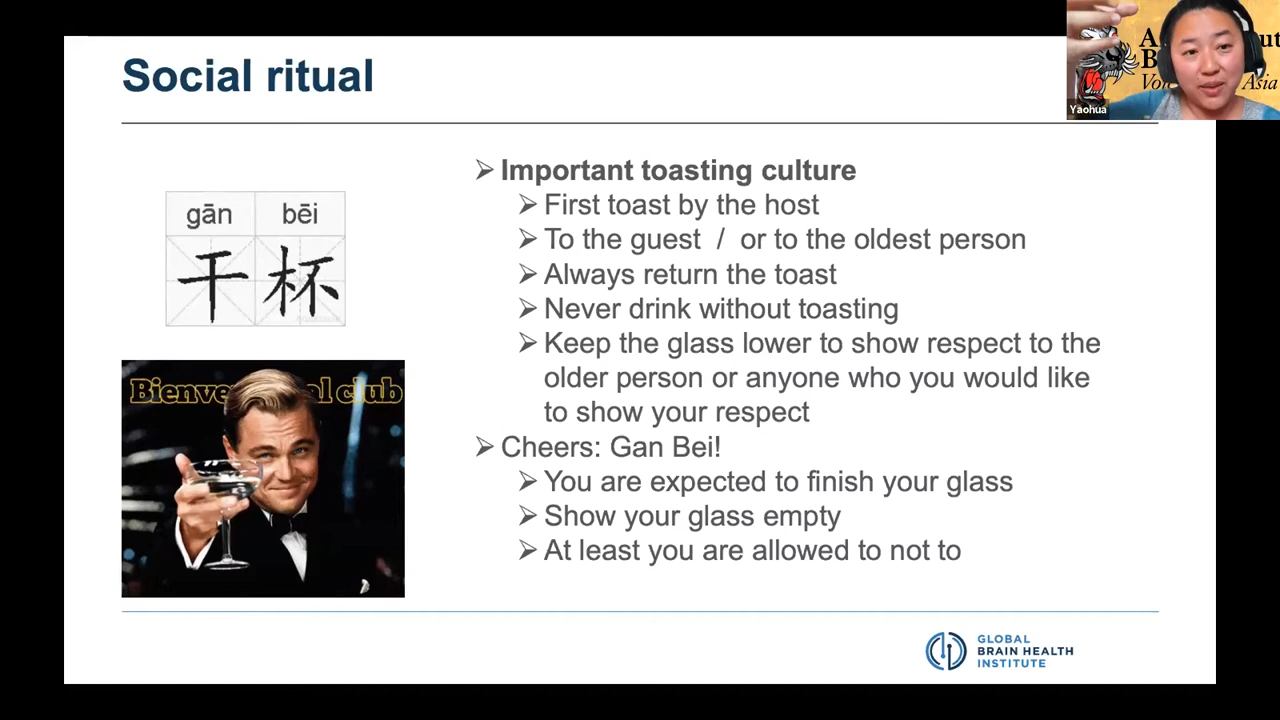 Social ritual
gān bēi
干杯
Bienve al club
➢ Important toasting culture
➢ First toast by the host
➢ To the guest / or to the oldest person
➢ Always return the toast
➢ Never drink without toasting
➢ Keep the glass lower to show respect to the
older person or anyone who you would like
to show your respect
➢ Cheers: Gan Bei!
➢ You are expected to finish your glass
➢ Show your glass empty
➢ At least you are allowed to not to
GLOBAL
BRAIN HEALTH
INSTITUTE
Asia
Yaohua